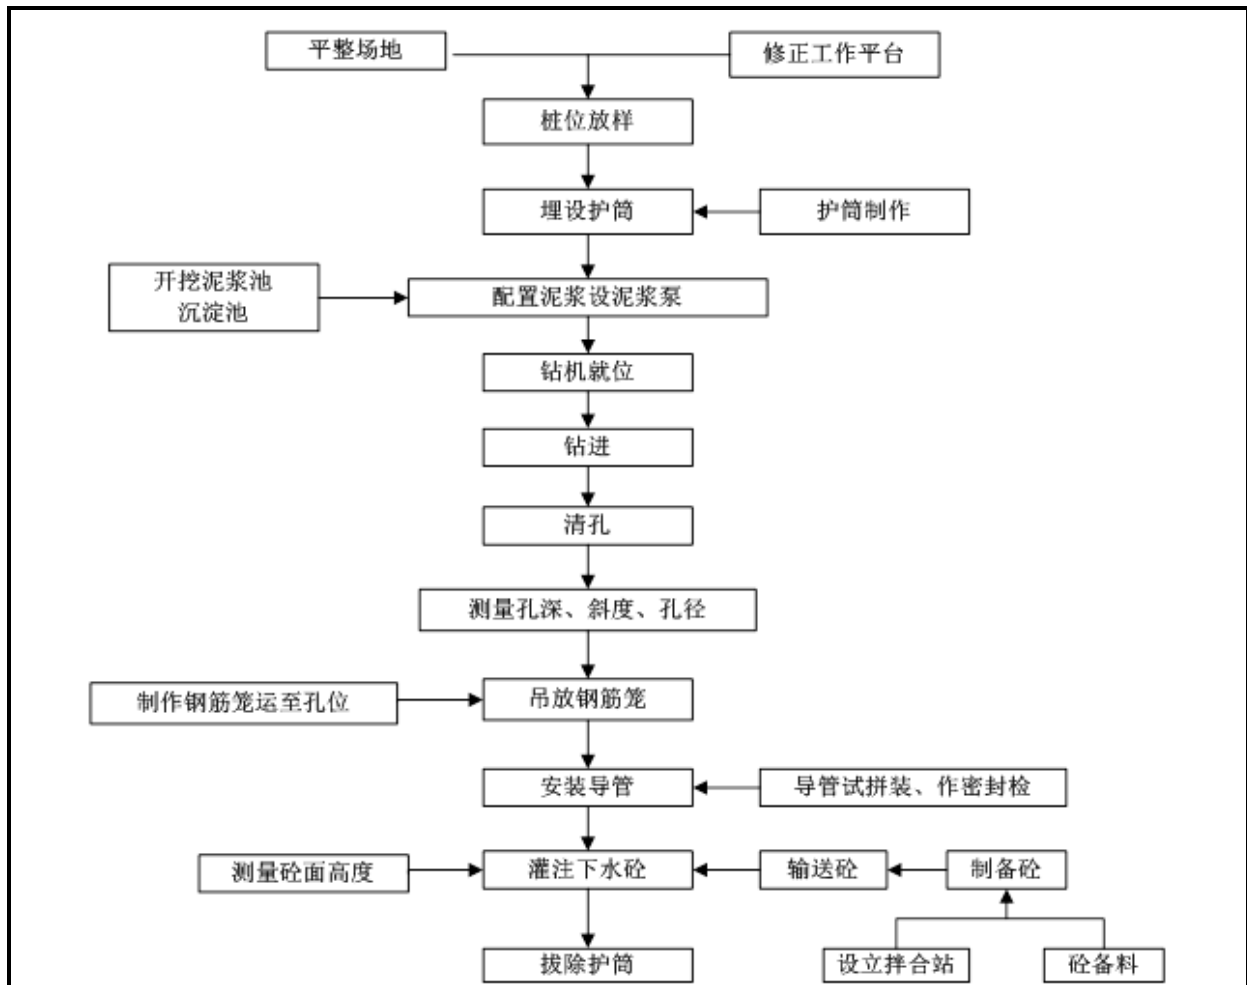 平整场地
修正工作平台
桩位放样
埋设护筒
护筒制作
开挖泥浆池
沉淀池
配置泥浆设泥浆泵
钻机就位
钻进
清孔
测量孔深、斜度、孔径
制作钢筋笼运至孔位
吊放钢筋笼
安装导管
导管试拼装、作密封检
测量砼面高度
灌注下水砼
输送砼
制备砼
拔除护筒
设立拌合站
砼备料